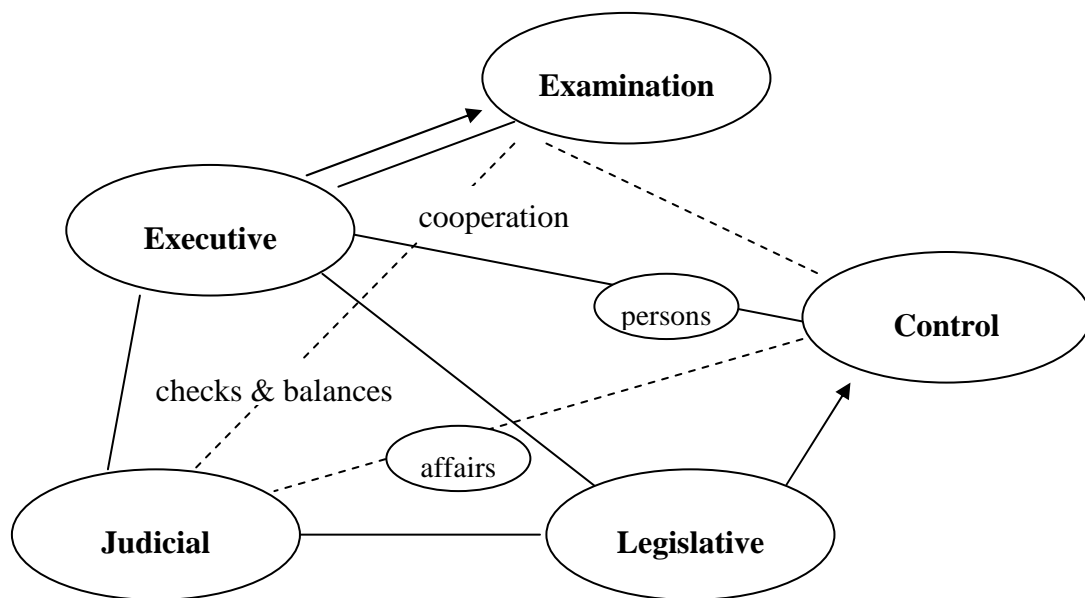 Examination
cooperation
Executive
persons
Control
checks & balances
affairs
Judicial
Legislative